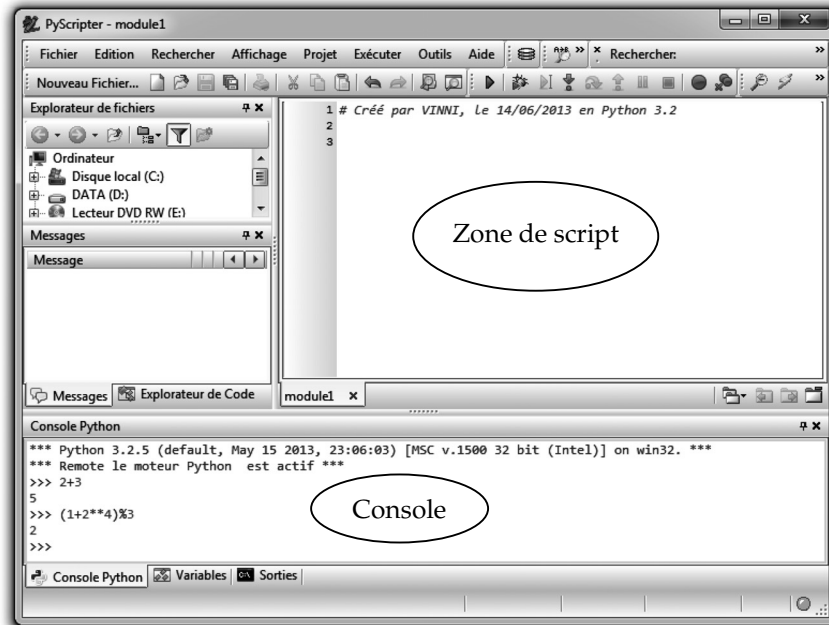 PyScripter - module1
Fichier Edition Rechercher Affichage Projet Exécuter Outils Aide Rechercher:
Nouveau Fichier...
Explorateur de fichiers
Ordinateur
Disque local (C:)
DATA (D:)
Lecteur DVD RW (E:)
Messages
Message
Messages Explorateur de Code
1 # Créé par VINNI, le 14/06/2013 en Python 3.2
2
3
Zone de script
module1
Console Python
*** Python 3.2.5 (default, May 15 2013, 23:06:03) [MSC v.1500 32 bit (Intel)] on win32. ***
*** Remote le moteur Python est actif ***
>>> 2+3
5
>>> (1+2**4)%3
2
>>>
Console
Console Python Variables Sorties